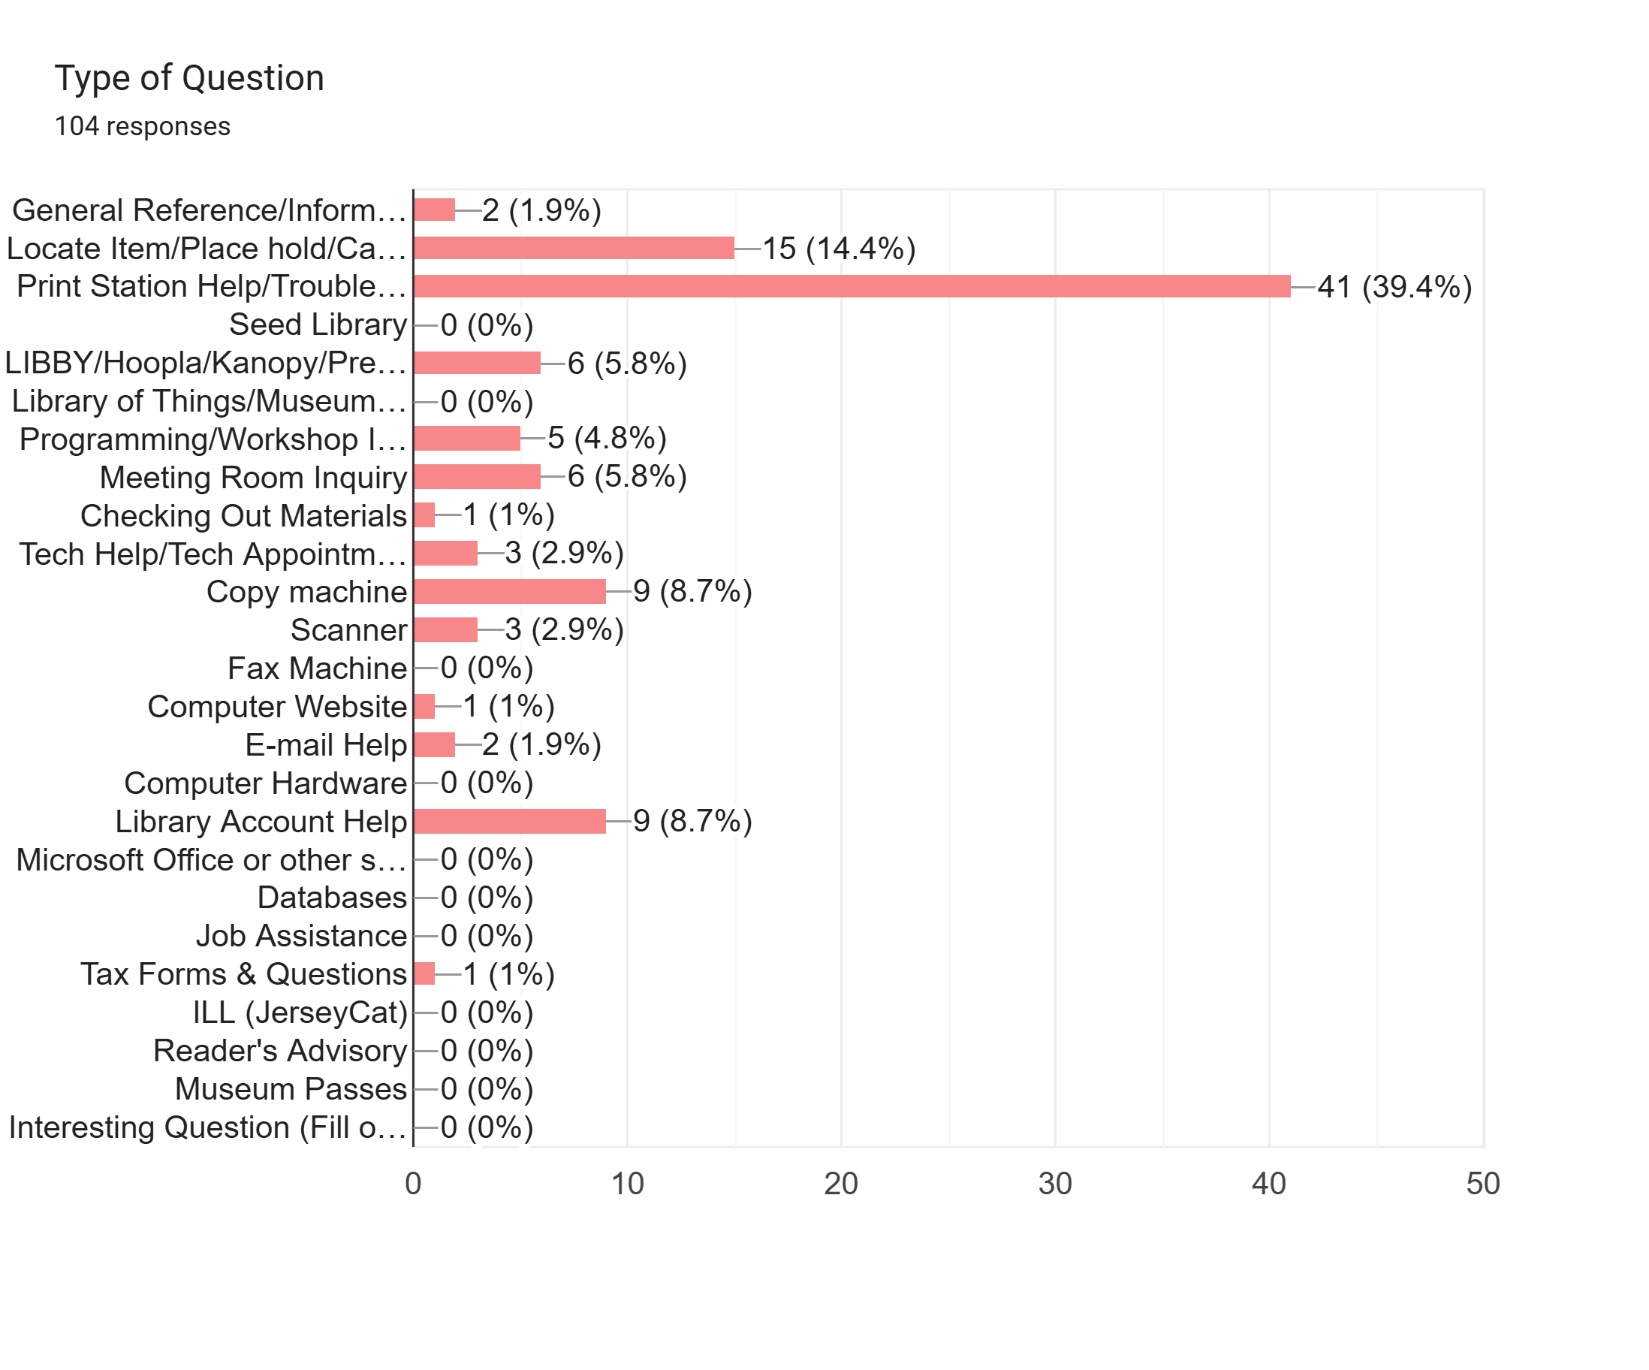 Type of Question
104 responses
General Reference/Inform… 2 (1.9%)
Locate Item/Place hold/Ca… 15 (14.4%)
Print Station Help/Trouble… 41 (39.4%)
Seed Library 0 (0%)
LIBBY/Hoopla/Kanopy/Pre… 6 (5.8%)
Library of Things/Museum… 0 (0%)
Programming/Workshop I… 5 (4.8%)
Meeting Room Inquiry 6 (5.8%)
Checking Out Materials 1 (1%)
Tech Help/Tech Appointm… 3 (2.9%)
Copy machine 9 (8.7%)
Scanner 3 (2.9%)
Fax Machine 0 (0%)
Computer Website 1 (1%)
E-mail Help 2 (1.9%)
Computer Hardware 0 (0%)
Library Account Help 9 (8.7%)
Microsoft Office or other s… 0 (0%)
Databases 0 (0%)
Job Assistance 0 (0%)
Tax Forms & Questions 1 (1%)
ILL (JerseyCat) 0 (0%)
Reader's Advisory 0 (0%)
Museum Passes 0 (0%)
Interesting Question (Fill o… 0 (0%)
0 10 20 30 40 50